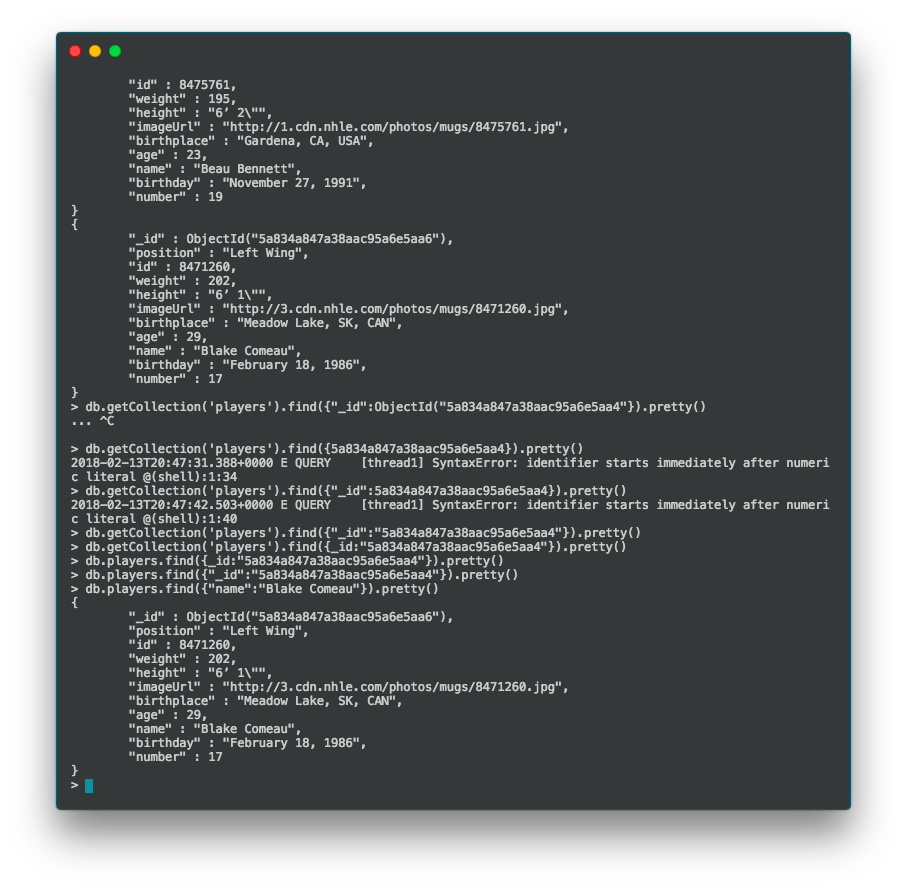 "id" : 8475761,
"weight" : 195,
"height" : "6’ 2\"",
"imageUrl" : "http://1.cdn.nhle.com/photos/mugs/8475761.jpg",
"birthplace" : "Gardena, CA, USA",
"age" : 23,
"name" : "Beau Bennett",
"birthday" : "November 27, 1991",
"number" : 19
}
{
"_id" : ObjectId("5a834a847a38aac95a6e5aa6"),
"position" : "Left Wing",
"id" : 8471260,
"weight" : 202,
"height" : "6’ 1\"",
"imageUrl" : "http://3.cdn.nhle.com/photos/mugs/8471260.jpg",
"birthplace" : "Meadow Lake, SK, CAN",
"age" : 29,
"name" : "Blake Comeau",
"birthday" : "February 18, 1986",
"number" : 17
}
> db.getCollection('players').find({"_id":ObjectId("5a834a847a38aac95a6e5aa4"}).pretty()
... ^C
> db.getCollection('players').find({5a834a847a38aac95a6e5aa4}).pretty()
2018-02-13T20:47:31.388+0000 E QUERY    [thread1] SyntaxError: identifier starts immediately after numeri
c literal @(shell):1:34
> db.getCollection('players').find({"_id":5a834a847a38aac95a6e5aa4}).pretty()
2018-02-13T20:47:42.503+0000 E QUERY    [thread1] SyntaxError: identifier starts immediately after numeri
c literal @(shell):1:40
> db.getCollection('players').find({"_id":"5a834a847a38aac95a6e5aa4"}).pretty()
> db.getCollection('players').find({_id:"5a834a847a38aac95a6e5aa4"}).pretty()
> db.players.find({_id:"5a834a847a38aac95a6e5aa4"}).pretty()
> db.players.find({"_id":"5a834a847a38aac95a6e5aa4"}).pretty()
> db.players.find({"name":"Blake Comeau"}).pretty()
{
"_id" : ObjectId("5a834a847a38aac95a6e5aa6"),
"position" : "Left Wing",
"id" : 8471260,
"weight" : 202,
"height" : "6’ 1\"",
"imageUrl" : "http://3.cdn.nhle.com/photos/mugs/8471260.jpg",
"birthplace" : "Meadow Lake, SK, CAN",
"age" : 29,
"name" : "Blake Comeau",
"birthday" : "February 18, 1986",
"number" : 17
}
>